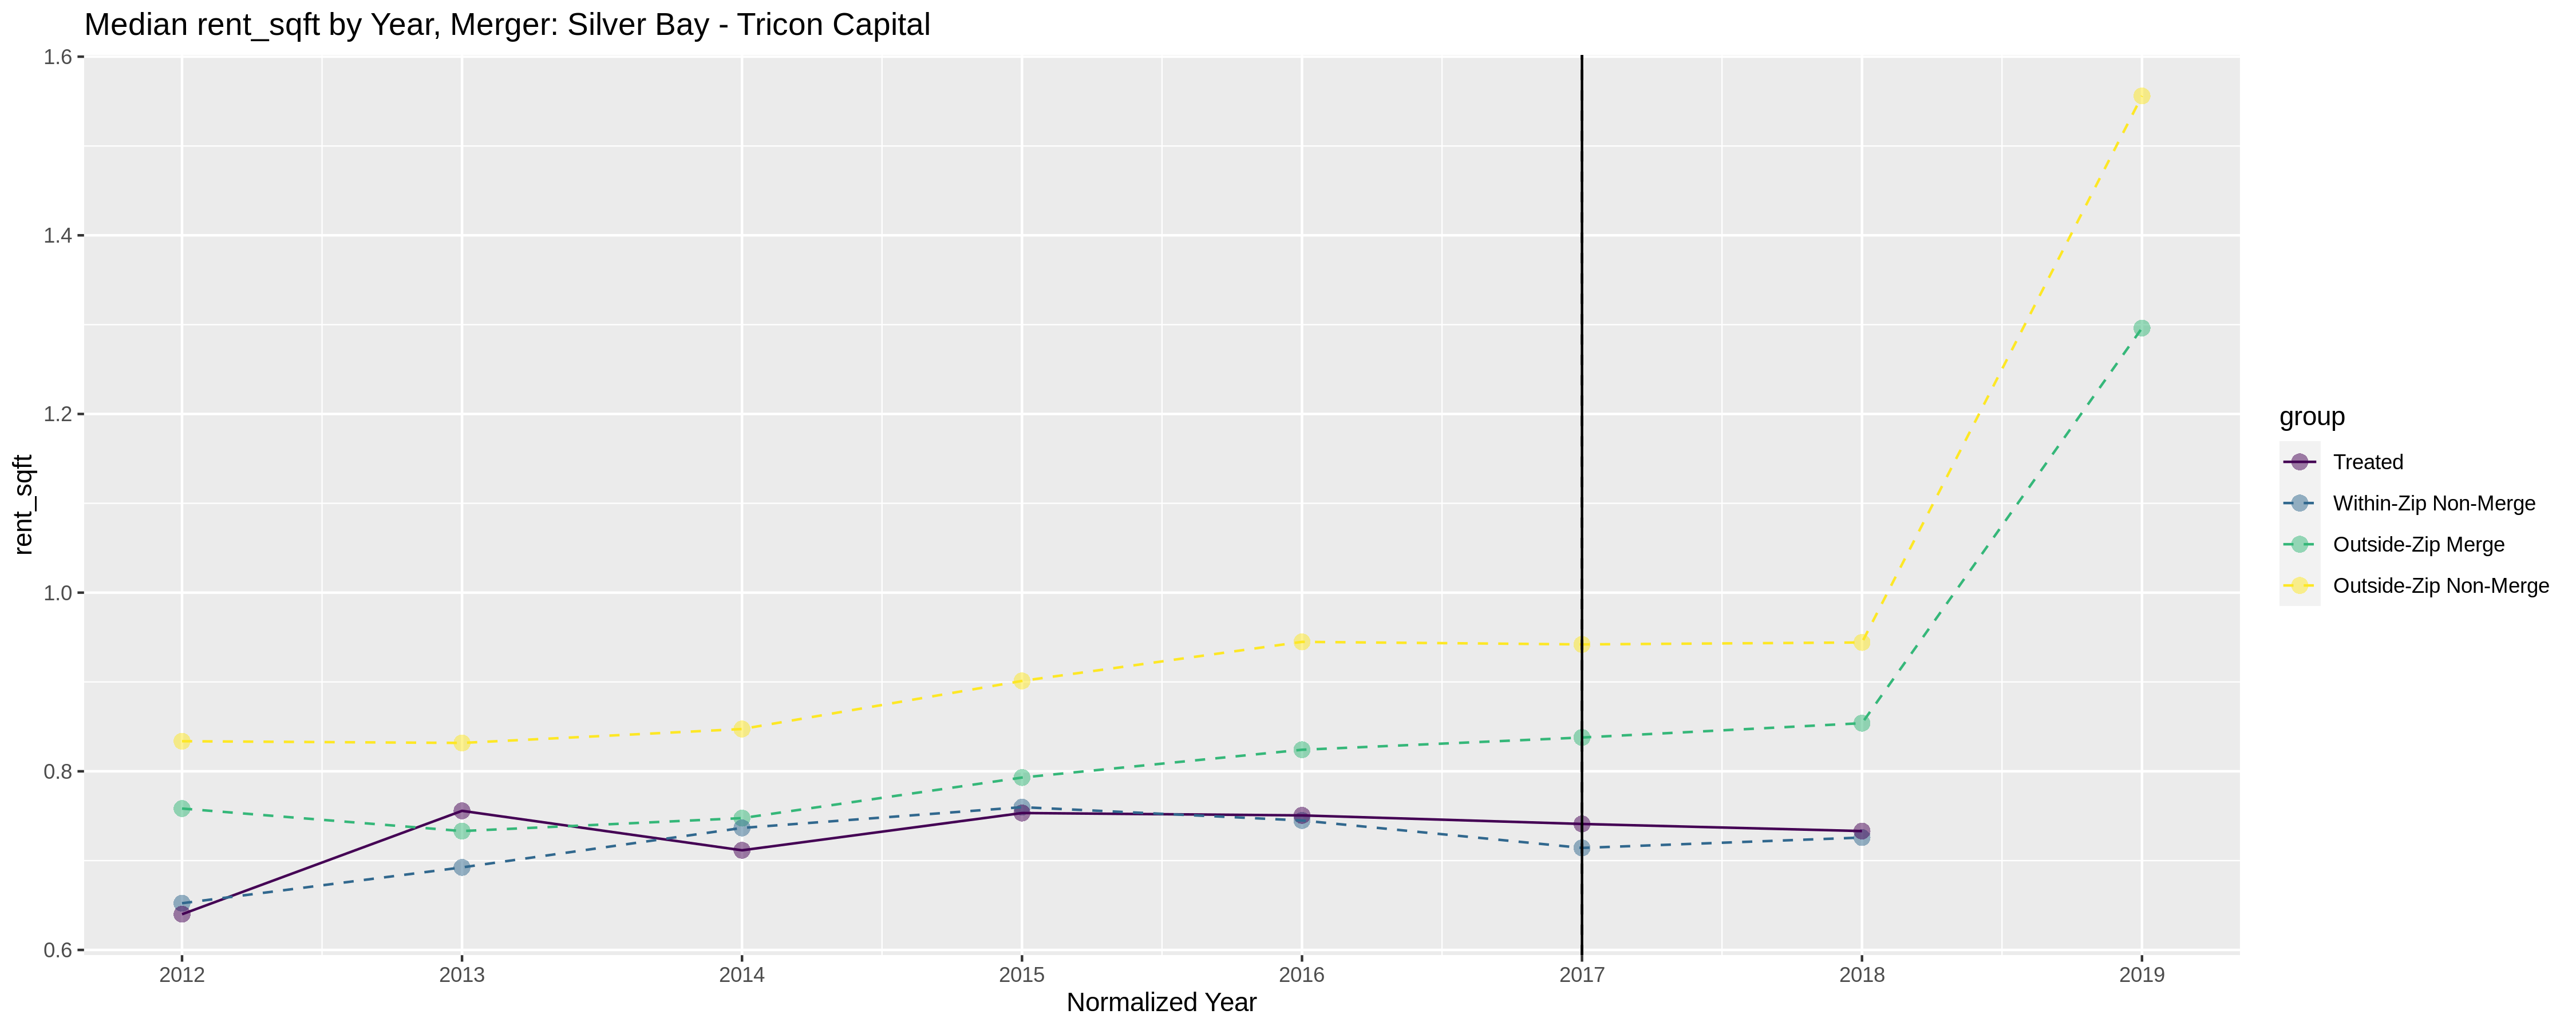 Median rent_sqft by Year, Merger: Silver Bay - Tricon Capital
1.6
1.4
1.2
1.0
0.8
0.6
rent_sqft
2012 2013 2014 2015 2016 2017 2018 2019
Normalized Year
group
Treated
Within-Zip Non-Merge
Outside-Zip Merge
Outside-Zip Non-Merge